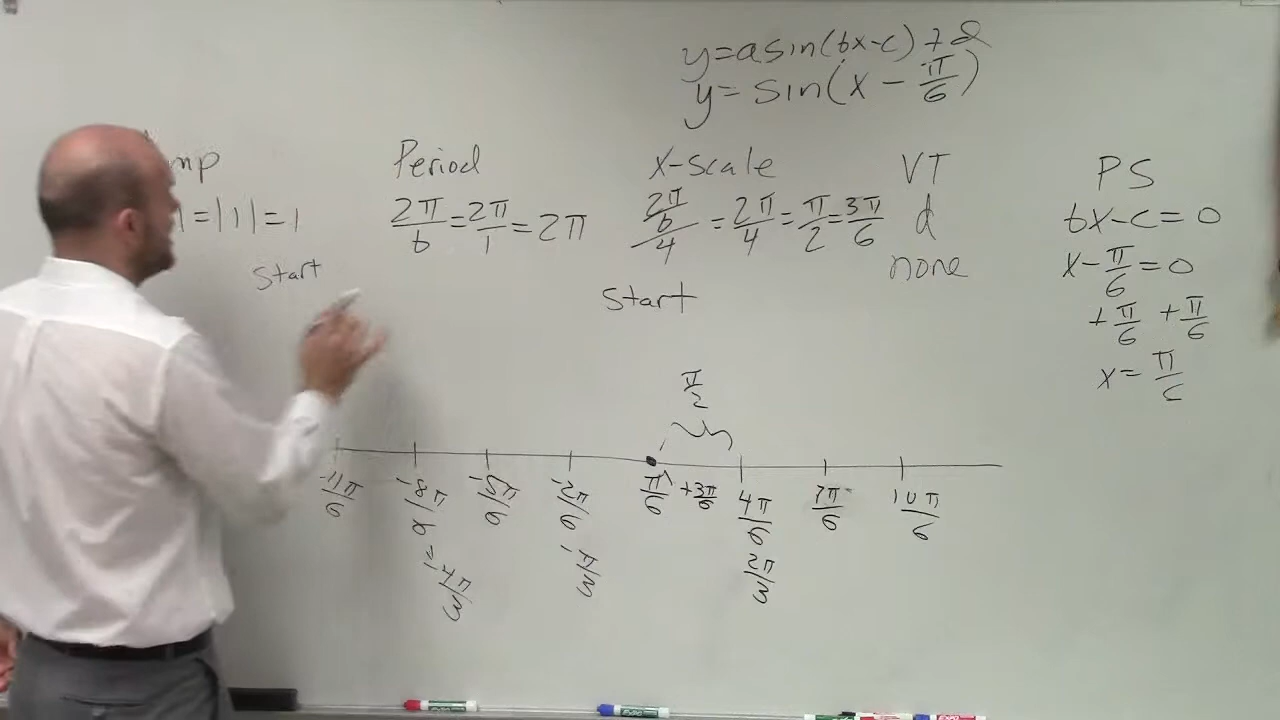 y=asin(bx-c)+d
y= sin(x - π/6)
mp Period x-scale VT PS
|=|1|=1 2π/b=2π/1=2π 2π/b/4=2π/4=π/2=3π/6 d bx-c=0
none x-π/6=0
start start +π/6 +π/6
x=π/6
π/2
-11π/6 -8π/6 -5π/6 -2π/6 π/6 +3π/6 4π/6 7π/6 10π/6
=-4π/3 -π/3 2π/3
EXPO EXPO